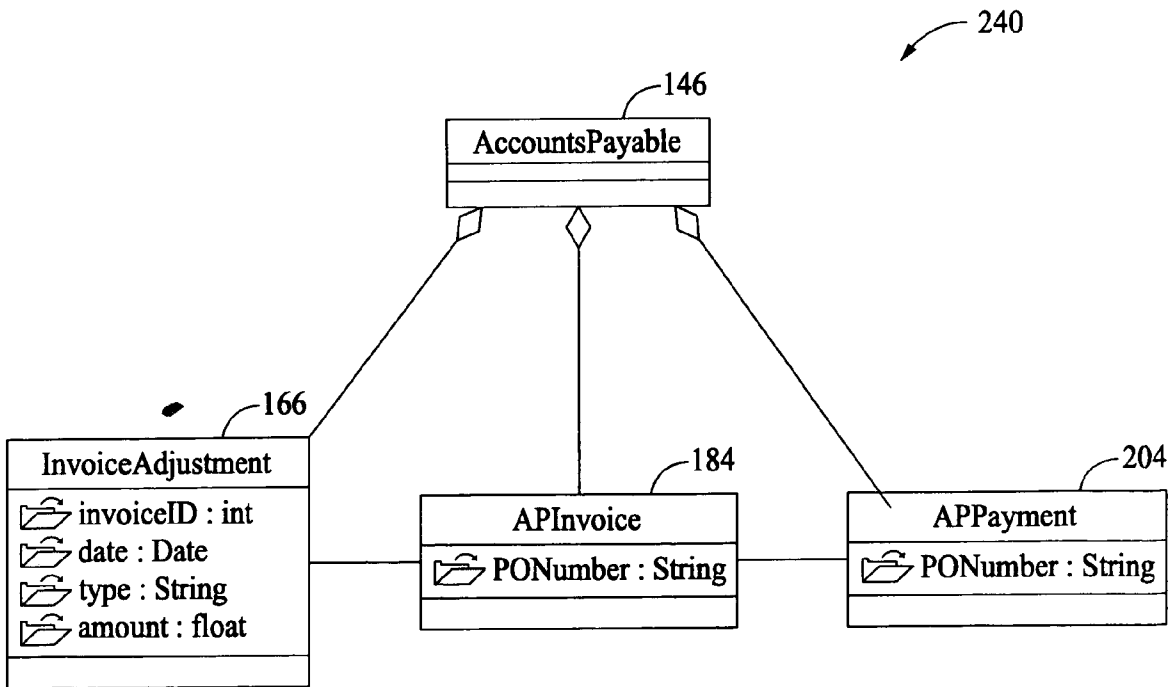 240
146
AccountsPayable
166
InvoiceAdjustment
invoiceID : int
date : Date
type : String
amount : float
184
APInvoice
PONumber : String
204
APPayment
PONumber : String